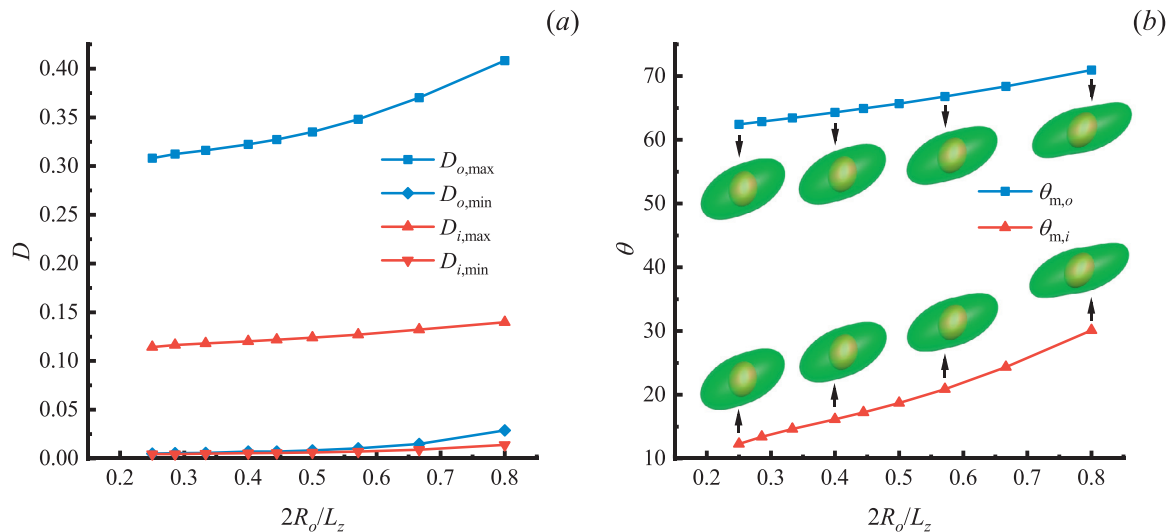 (a)
D
0.40
0.35
0.30
0.25
0.20
0.15
0.10
0.05
0.00
D_{o,max}
D_{o,min}
D_{i,max}
D_{i,min}
0.2 0.3 0.4 0.5 0.6 0.7 0.8
2R_o/L_z
(b)
θ
70
60
50
40
30
20
10
θ_{m,o}
θ_{m,i}
0.2 0.3 0.4 0.5 0.6 0.7 0.8
2R_o/L_z